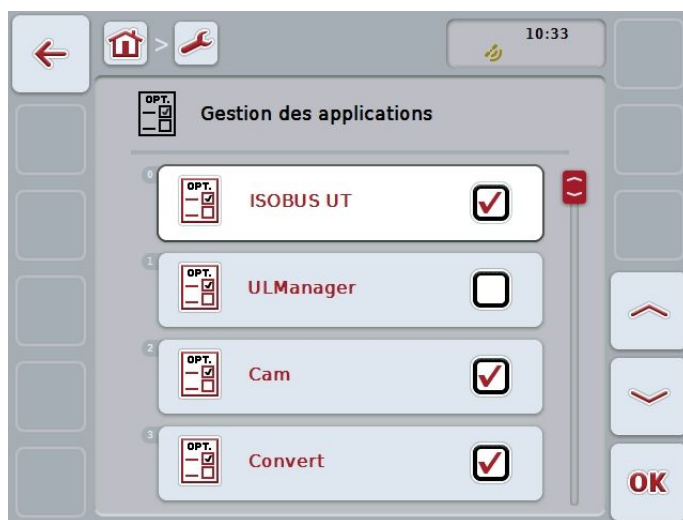 >
10:33
OPT.
Gestion des applications
0
OPT.
ISOBUS UT
1
OPT.
ULManager
2
OPT.
Cam
3
OPT.
Convert
OK